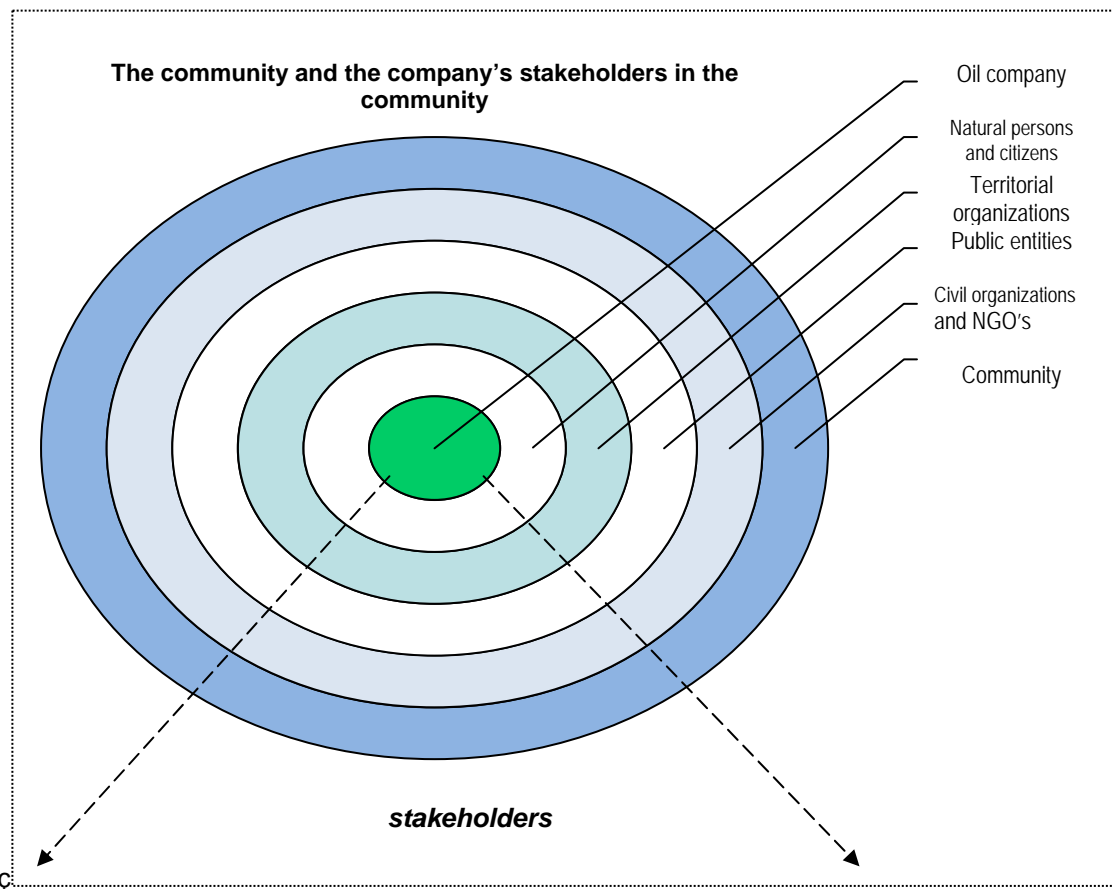 The community and the company’s stakeholders in the
community
Oil company
Natural persons
and citizens
Territorial
organizations
Public entities
Civil organizations
and NGO’s
Community
stakeholders
Ç